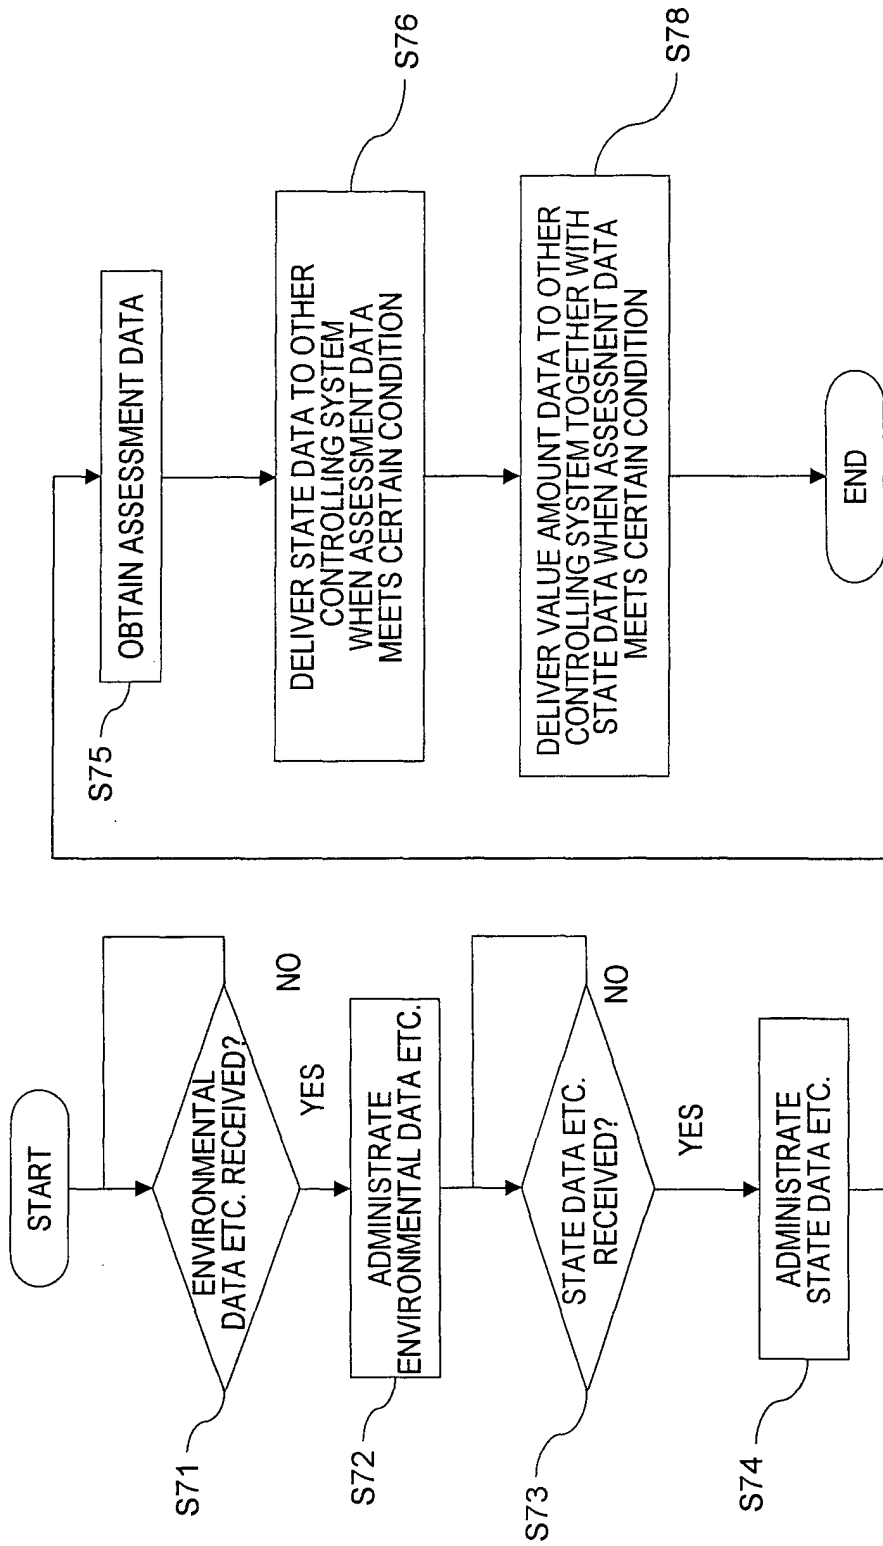 START
ENVIRONMENTAL
DATA ETC. RECEIVED?
NO
YES
S71
ADMINISTRATE
ENVIRONMENTAL DATA ETC.
S72
STATE DATA ETC.
RECEIVED?
NO
YES
S73
ADMINISTRATE
STATE DATA ETC.
S74
OBTAIN ASSESSMENT DATA
S75
DELIVER STATE DATA TO OTHER
CONTROLLING SYSTEM
WHEN ASSESSMENT DATA
MEETS CERTAIN CONDITION
S76
DELIVER VALUE AMOUNT DATA TO OTHER
CONTROLLING SYSTEM TOGETHER WITH
STATE DATA WHEN ASSESSNENT DATA
MEETS CERTAIN CONDITION
S78
END